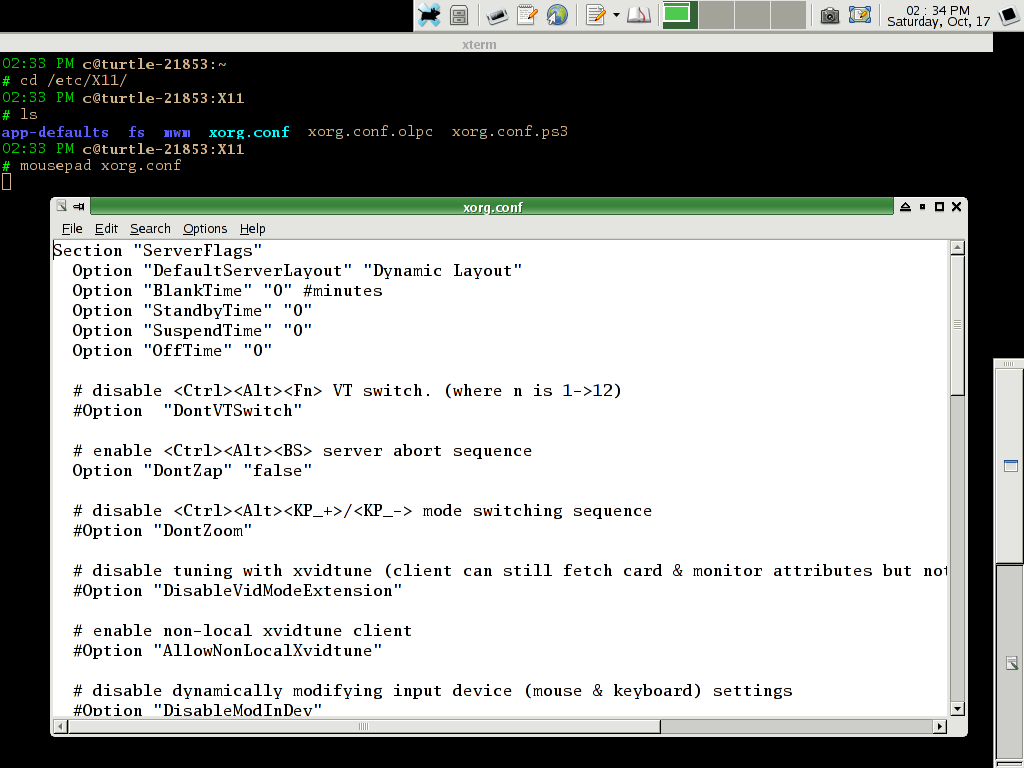 02 : 34 PM
Saturday, Oct, 17
xterm
02:33 PM c@turtle-21853:~
# cd /etc/X11/
02:33 PM c@turtle-21853:X11
# ls
app-defaults fs mwm xorg.conf xorg.conf.olpc xorg.conf.ps3
02:33 PM c@turtle-21853:X11
# mousepad xorg.conf
xorg.conf
File Edit Search Options Help
Section "ServerFlags"
  Option "DefaultServerLayout" "Dynamic Layout"
  Option "BlankTime" "0" #minutes
  Option "StandbyTime" "0"
  Option "SuspendTime" "0"
  Option "OffTime" "0"
  # disable <Ctrl><Alt><Fn> VT switch. (where n is 1->12)
  #Option  "DontVTSwitch"
  # enable <Ctrl><Alt><BS> server abort sequence
  Option "DontZap" "false"
  # disable <Ctrl><Alt><KP_+>/<KP_-> mode switching sequence
  #Option "DontZoom"
  # disable tuning with xvidtune (client can still fetch card & monitor attributes but not
  #Option "DisableVidModeExtension"
  # enable non-local xvidtune client
  #Option "AllowNonLocalXvidtune"
  # disable dynamically modifying input device (mouse & keyboard) settings
  #Option "DisableModInDev"